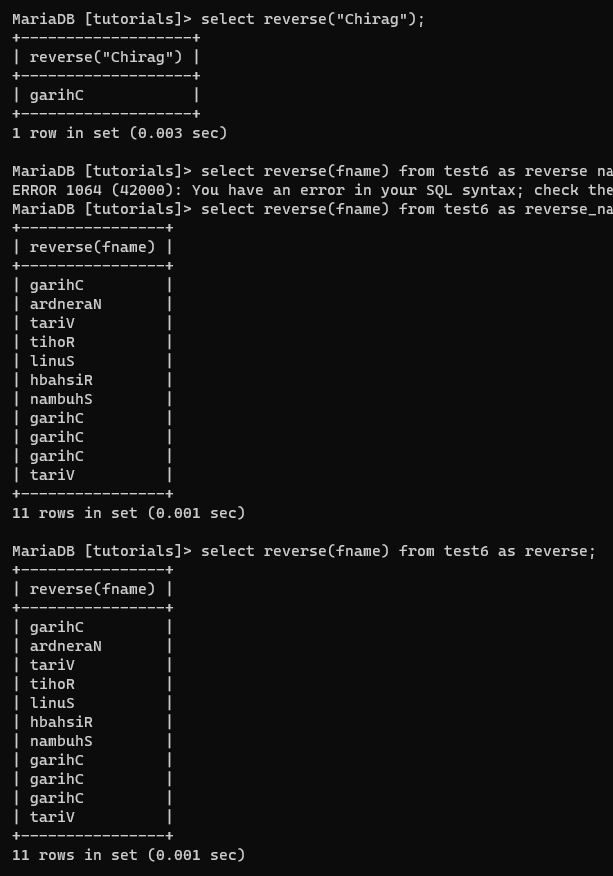 MariaDB [tutorials]> select reverse("Chirag");
+-------------------+
| reverse("Chirag") |
+-------------------+
| garihC            |
+-------------------+
1 row in set (0.003 sec)
MariaDB [tutorials]> select reverse(fname) from test6 as reverse na
ERROR 1064 (42000): You have an error in your SQL syntax; check the
MariaDB [tutorials]> select reverse(fname) from test6 as reverse_na
+----------------+
| reverse(fname) |
+----------------+
| garihC         |
| ardneraN       |
| tariV          |
| tihoR          |
| linuS          |
| hbahsiR        |
| nambuhS        |
| garihC         |
| garihC         |
| garihC         |
| tariV          |
+----------------+
11 rows in set (0.001 sec)
MariaDB [tutorials]> select reverse(fname) from test6 as reverse;
+----------------+
| reverse(fname) |
+----------------+
| garihC         |
| ardneraN       |
| tariV          |
| tihoR          |
| linuS          |
| hbahsiR        |
| nambuhS        |
| garihC         |
| garihC         |
| garihC         |
| tariV          |
+----------------+
11 rows in set (0.001 sec)